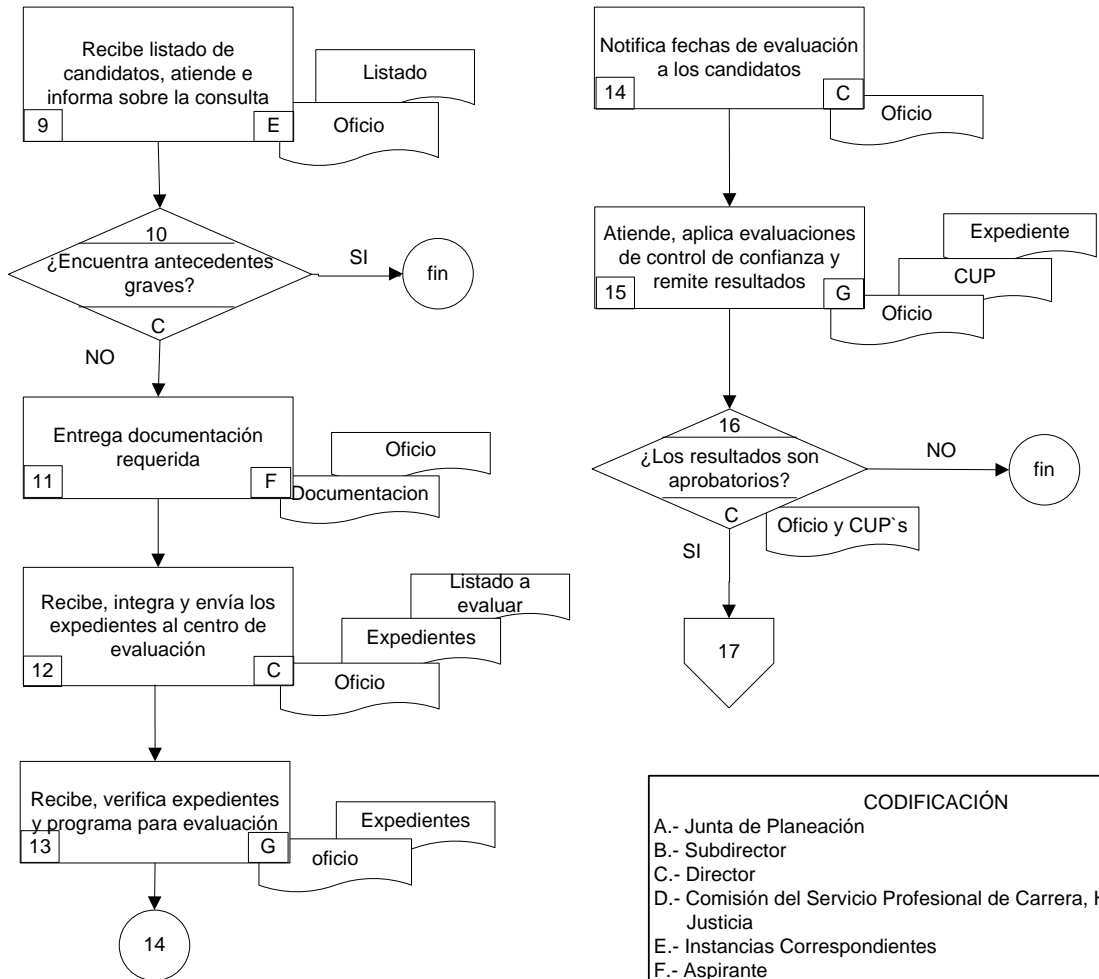 Recibe listado de
candidatos, atiende e
informa sobre la consulta
9
E
Listado
Oficio
10
¿Encuentra antecedentes
graves?
C
SI
fin
NO
Entrega documentación
requerida
11
F
Oficio
Documentacion
Recibe, integra y envía los
expedientes al centro de
evaluación
12
C
Listado a
evaluar
Expedientes
Oficio
Recibe, verifica expedientes
y programa para evaluación
13
G
Expedientes
oficio
14
Notifica fechas de evaluación
a los candidatos
14
C
Oficio
Atiende, aplica evaluaciones
de control de confianza y
remite resultados
15
G
Expediente
CUP
Oficio
16
¿Los resultados son
aprobatorios?
C
NO
fin
Oficio y CUP`s
SI
17
CODIFICACIÓN
A.- Junta de Planeación
B.- Subdirector
C.- Director
D.- Comisión del Servicio Profesional de Carrera,
Justicia
E.- Instancias Correspondientes
F.- Aspirante